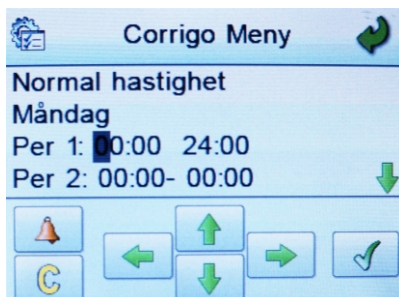 Corrigo Meny
Normal hastighet
Måndag
Per 1: 00:00 24:00
Per 2: 00:00- 00:00
C